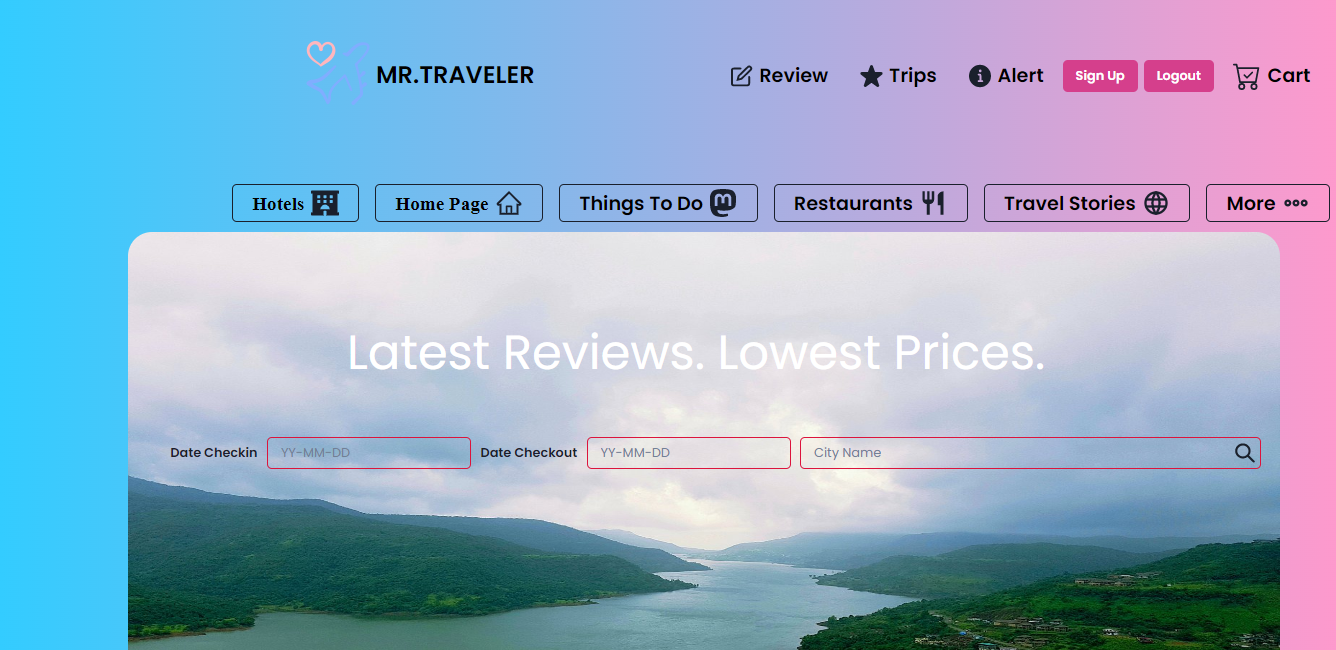 MR.TRAVELER Review Trips Alert Sign Up Logout Cart
Hotels Home Page Things To Do Restaurants Travel Stories More
Latest Reviews. Lowest Prices.
Date Checkin YY-MM-DD Date Checkout YY-MM-DD City Name